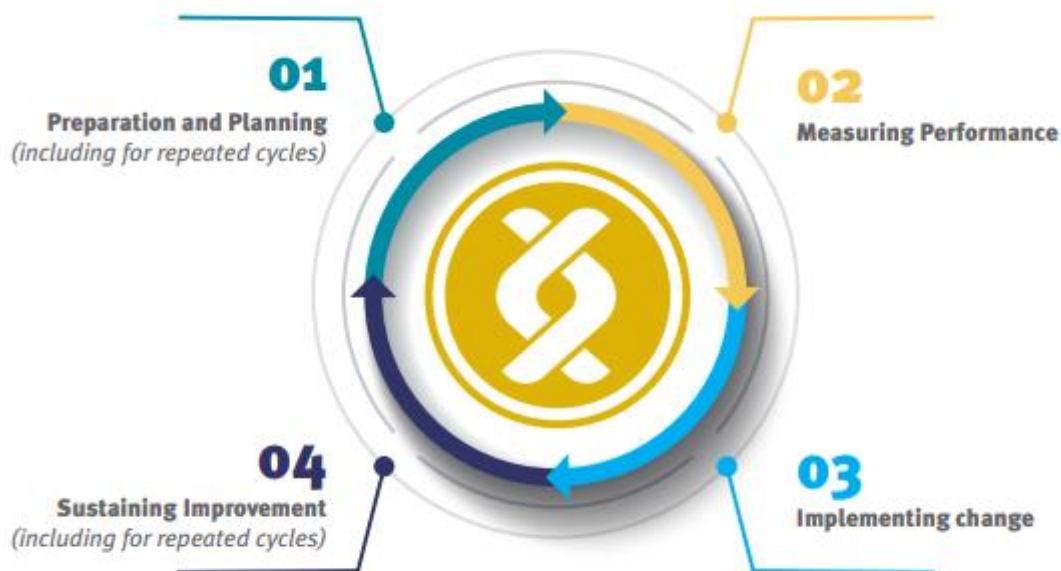 01
Preparation and Planning
(including for repeated cycles)
02
Measuring Performance
03
Implementing change
04
Sustaining Improvement
(including for repeated cycles)